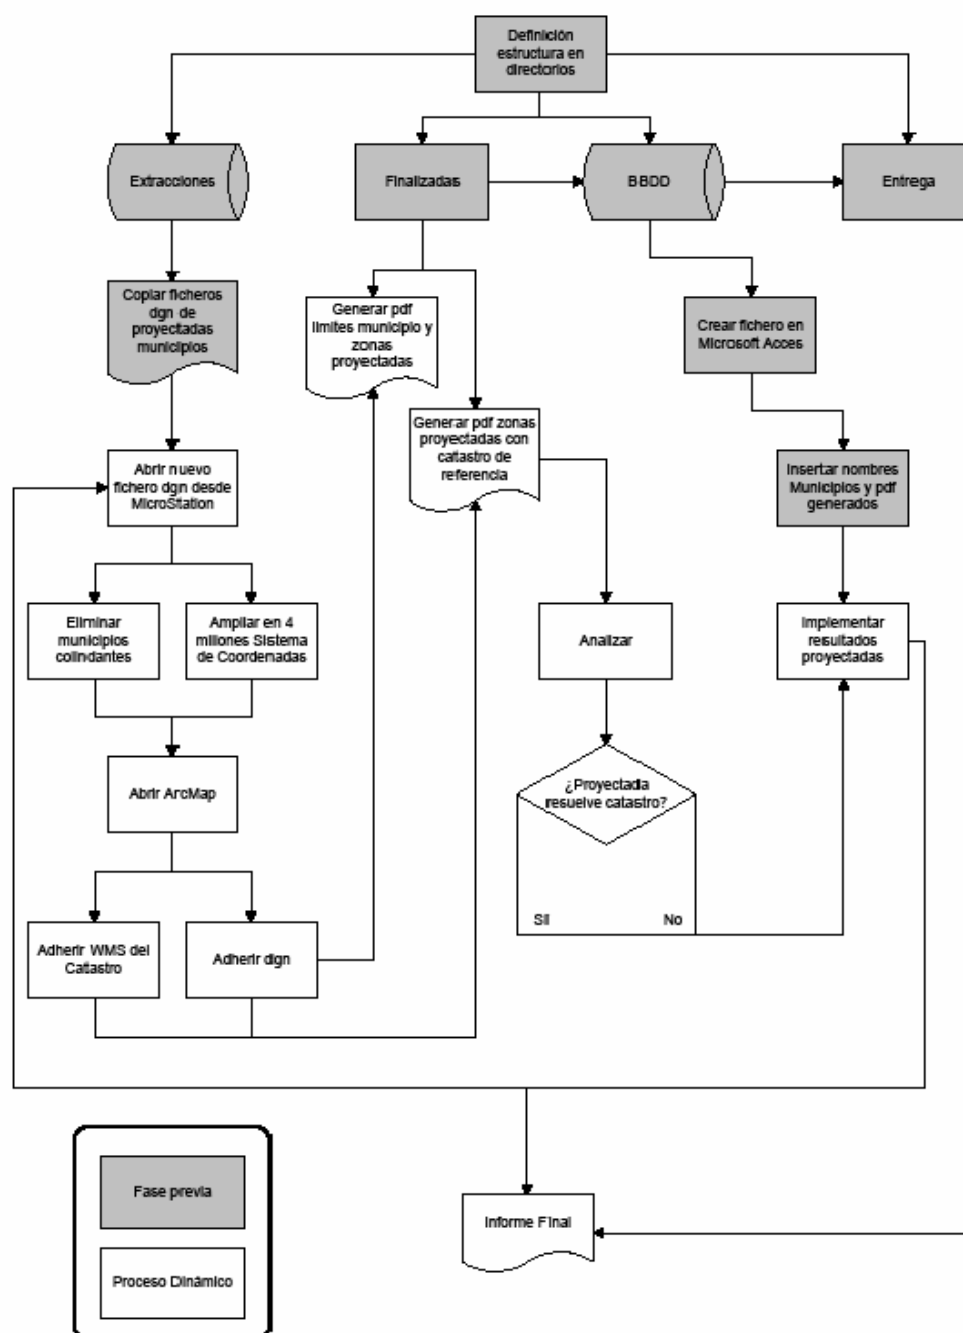 Definición
estructura en
directorios
Extracciones
Finalizadas
BBDD
Entrega
Copiar ficheros
dgn de
proyectadas
municipios
Generar pdf
limites municipio y
zonas
proyectadas
Crear fichero en
Microsoft Acces
Generar pdf zonas
proyectadas con
catastro de
referencia
Abrir nuevo
fichero dgn desde
MicroStation
Insertar nombres
Municipios y pdf
generados
Eliminar
municipios
colindantes
Ampliar en 4
millones Sistema
de Coordenadas
Analizar
Implementar
resultados
proyectadas
Abrir ArcMap
¿Proyectada
resuelve catastro?
SII
No
Adherir WMS del
Catastro
Adherir dgn
Fase previa
Proceso Dinámico
Informe Final